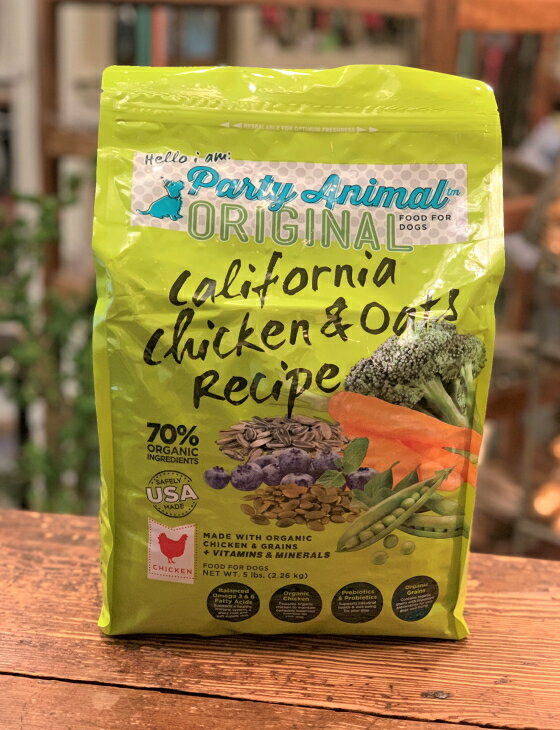 RESEALABLE FOR OPTIMUM FRESHNESS
Hello i am:
Party Animal tm
ORIGINAL
FOOD FOR
DOGS
California
Chicken & Oats
Recipe
70%
ORGANIC
INGREDIENTS
SAFELY
USA
MADE
CHICKEN
MADE WITH ORGANIC
CHICKEN & GRAINS
+ VITAMINS & MINERALS
FOOD FOR DOGS
NET WT. 5 lbs. (2.26 kg)
Balanced
Omega 3 & 6
Fatty Acids
Organic
Chicken
Prebiotics
& Probiotics
Organic
Grains